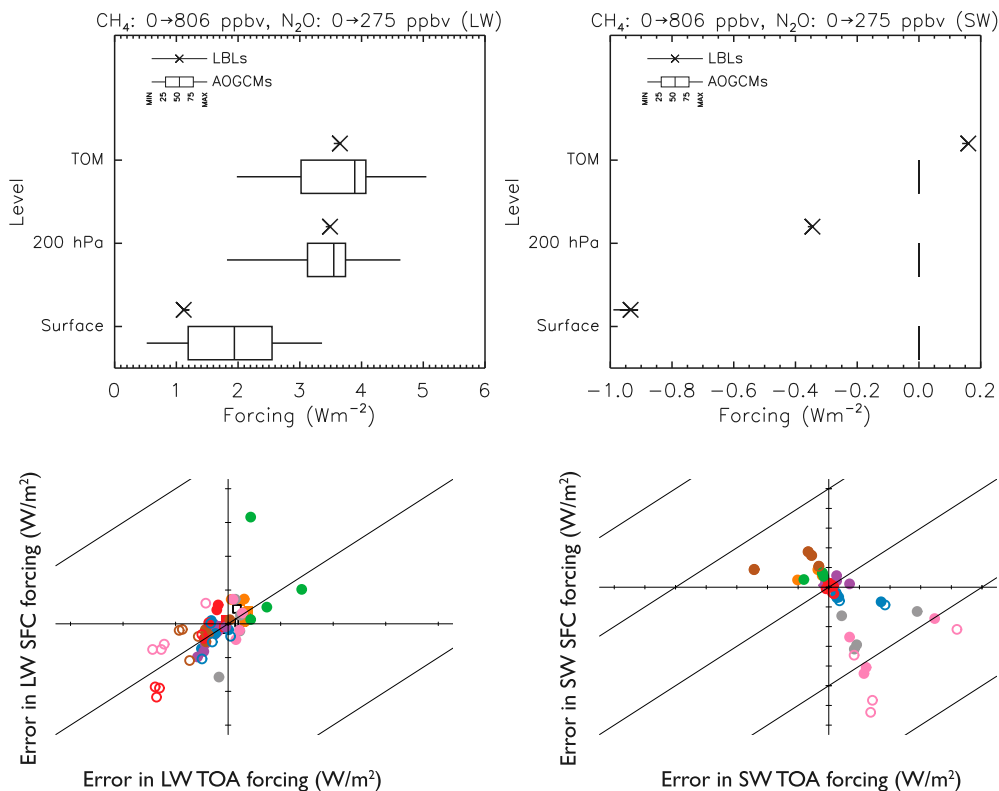 CH₄: 0→806 ppbv, N₂O: 0→275 ppbv (LW)
LBLs
AOGCMs
MIN 25 50 75 MAX
Level
TOM
200 hPa
Surface
0 1 2 3 4 5 6
Forcing (Wm⁻²)
CH₄: 0→806 ppbv, N₂O: 0→275 ppbv (SW)
LBLs
AOGCMs
MIN 25 50 75 MAX
Level
TOM
200 hPa
Surface
−1.0 −0.8 −0.6 −0.4 −0.2 0.0 0.2
Forcing (Wm⁻²)
Error in LW SFC forcing (W/m²)
Error in LW TOA forcing (W/m²)
Error in SW SFC forcing (W/m²)
Error in SW TOA forcing (W/m²)